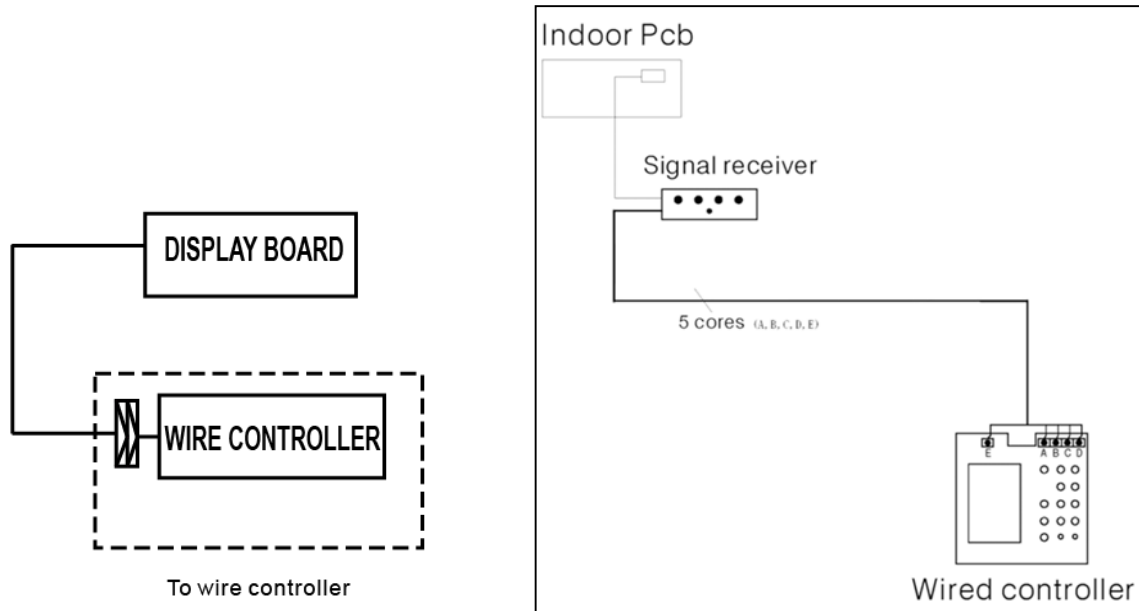 DISPLAY BOARD
WIRE CONTROLLER
To wire controller
Indoor Pcb
Signal receiver
5 cores (A, B, C, D, E)
E A B C D
Wired controller